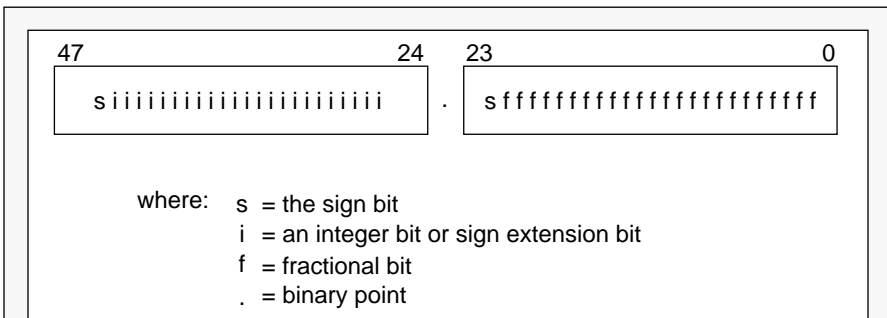 47 24 23 0
s i i i i i i i i i i i i i i i i i i i i i i i . s f f f f f f f f f f f f f f f f f f f f f f f
where: s = the sign bit
i = an integer bit or sign extension bit
f = fractional bit
. = binary point